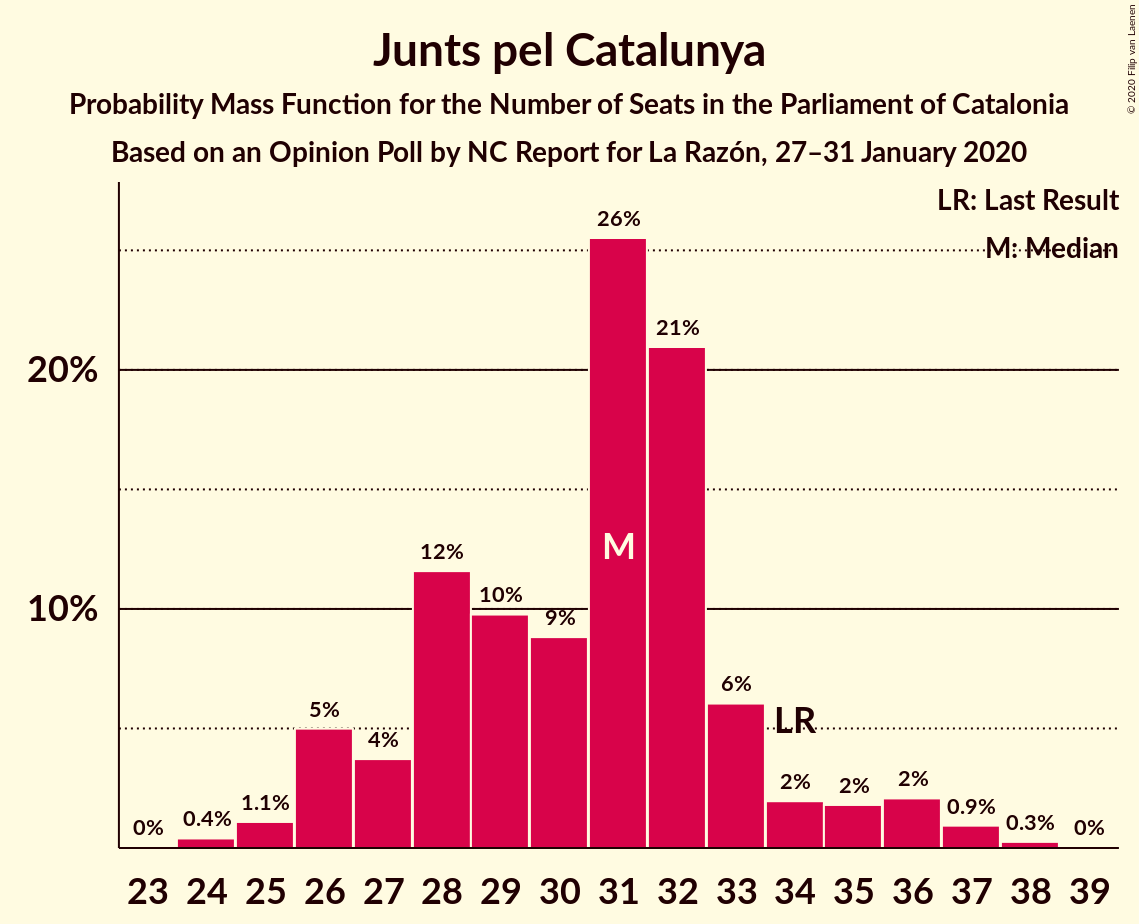 Junts pel Catalunya
Probability Mass Function for the Number of Seats in the Parliament of Catalonia
Based on an Opinion Poll by NC Report for La Razón, 27–31 January 2020
© 2020 Filip van Laenen
LR: Last Result
M: Median
20%
10%
0%
0.4%
1.1%
5%
4%
12%
10%
9%
26%
21%
6%
2%
2%
2%
0.9%
0.3%
0%
M
LR
23 24 25 26 27 28 29 30 31 32 33 34 35 36 37 38 39